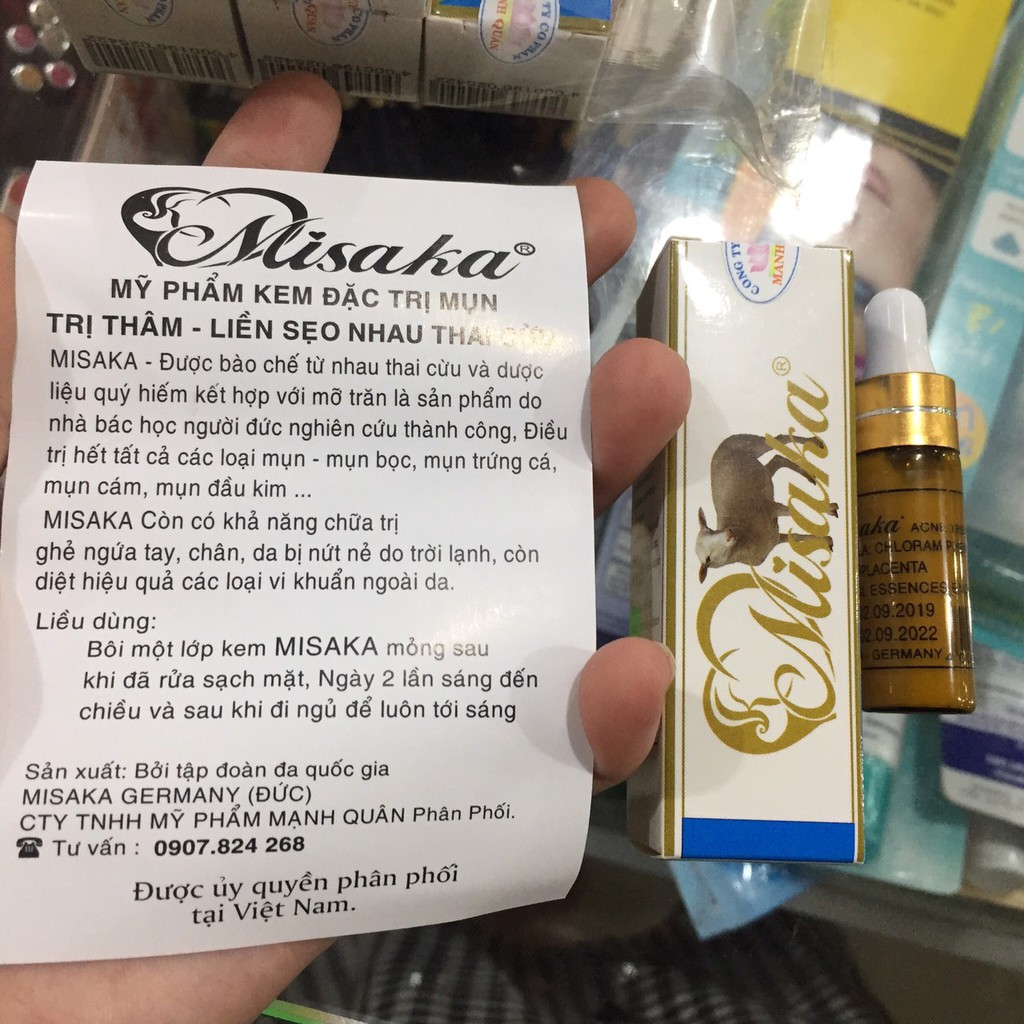 Misaka®
MỸ PHẨM KEM ĐẶC TRỊ MỤN
TRỊ THÂM - LIỀN SẸO NHAU THAI
MISAKA - Được bào chế từ nhau thai cừu và dược
liệu quý hiếm kết hợp với mỡ trăn là sản phẩm do
nhà bác học người đức nghiên cứu thành công, Điều
trị hết tất cả các loại mụn - mụn bọc, mụn trứng cá,
mụn cám, mụn đầu kim ...
MISAKA Còn có khả năng chữa trị
ghẻ ngứa tay, chân, da bị nứt nẻ do trời lạnh, còn
diệt hiệu quả các loại vi khuẩn ngoài da.
Liều dùng:
Bôi một lớp kem MISAKA mỏng sau
khi đã rửa sạch mặt, Ngày 2 lần sáng đến
chiều và sau khi đi ngủ để luôn tới sáng
Sản xuất: Bởi tập đoàn đa quốc gia
MISAKA GERMANY (ĐỨC)
CTY TNHH MỸ PHẨM MẠNH QUÂN Phân Phối.
☎ Tư vấn : 0907.824 268
Được ủy quyền phân phối
tại Việt Nam.
CÔNG TY
MẠNH
Misaka®
ACNE
CHLORAM
PLACENTA
ESSENCES
.09.2019
.09.2022
- GERMANY